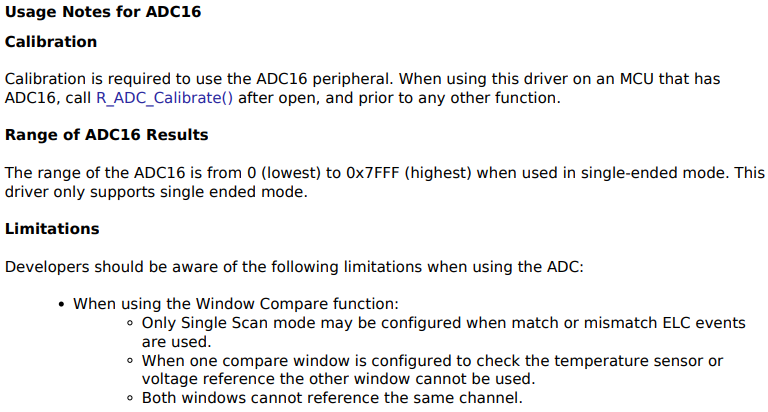 Usage Notes for ADC16
Calibration
Calibration is required to use the ADC16 peripheral. When using this driver on an MCU that has
ADC16, call R_ADC_Calibrate() after open, and prior to any other function.
Range of ADC16 Results
The range of the ADC16 is from 0 (lowest) to 0x7FFF (highest) when used in single-ended mode. This
driver only supports single ended mode.
Limitations
Developers should be aware of the following limitations when using the ADC:
• When using the Window Compare function:
◦ Only Single Scan mode may be configured when match or mismatch ELC events
are used.
◦ When one compare window is configured to check the temperature sensor or
voltage reference the other window cannot be used.
◦ Both windows cannot reference the same channel.